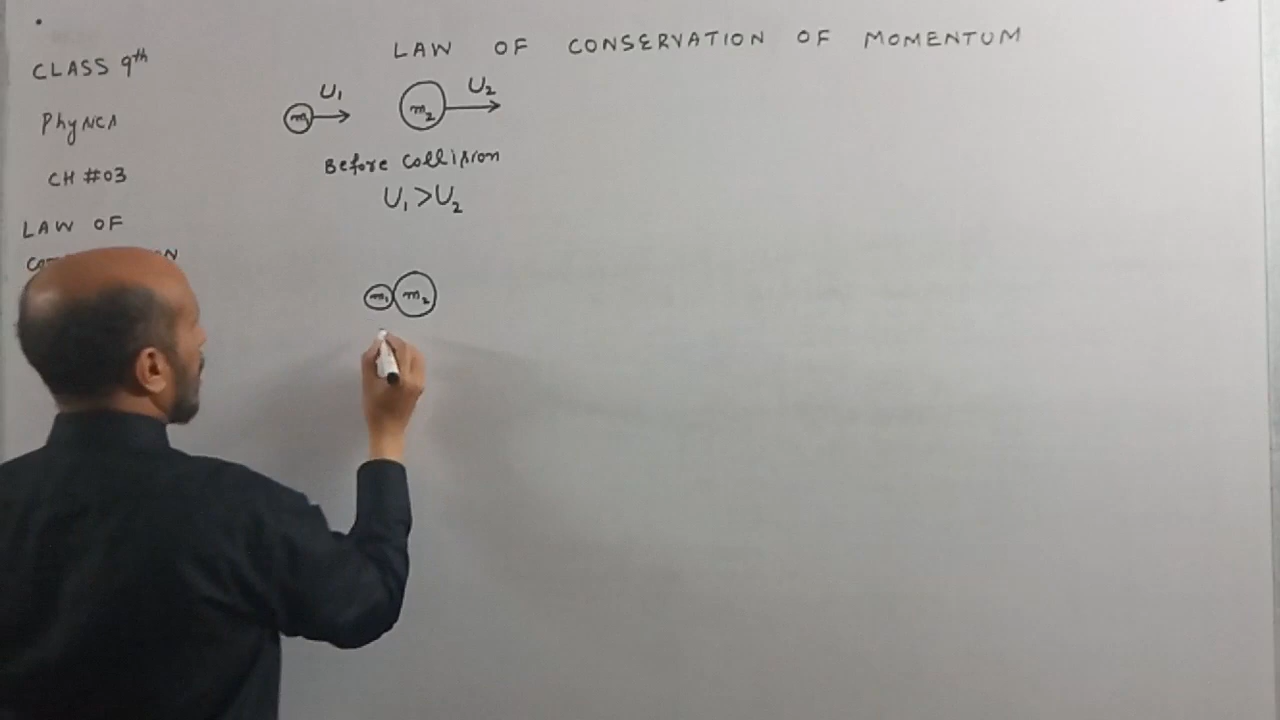 LAW OF CONSERVATION OF MOMENTUM
CLASS 9th
Physics
CH #03
LAW OF
U₁ U₂
m₁ m₂
Before collision
U₁ > U₂
m₁ m₂